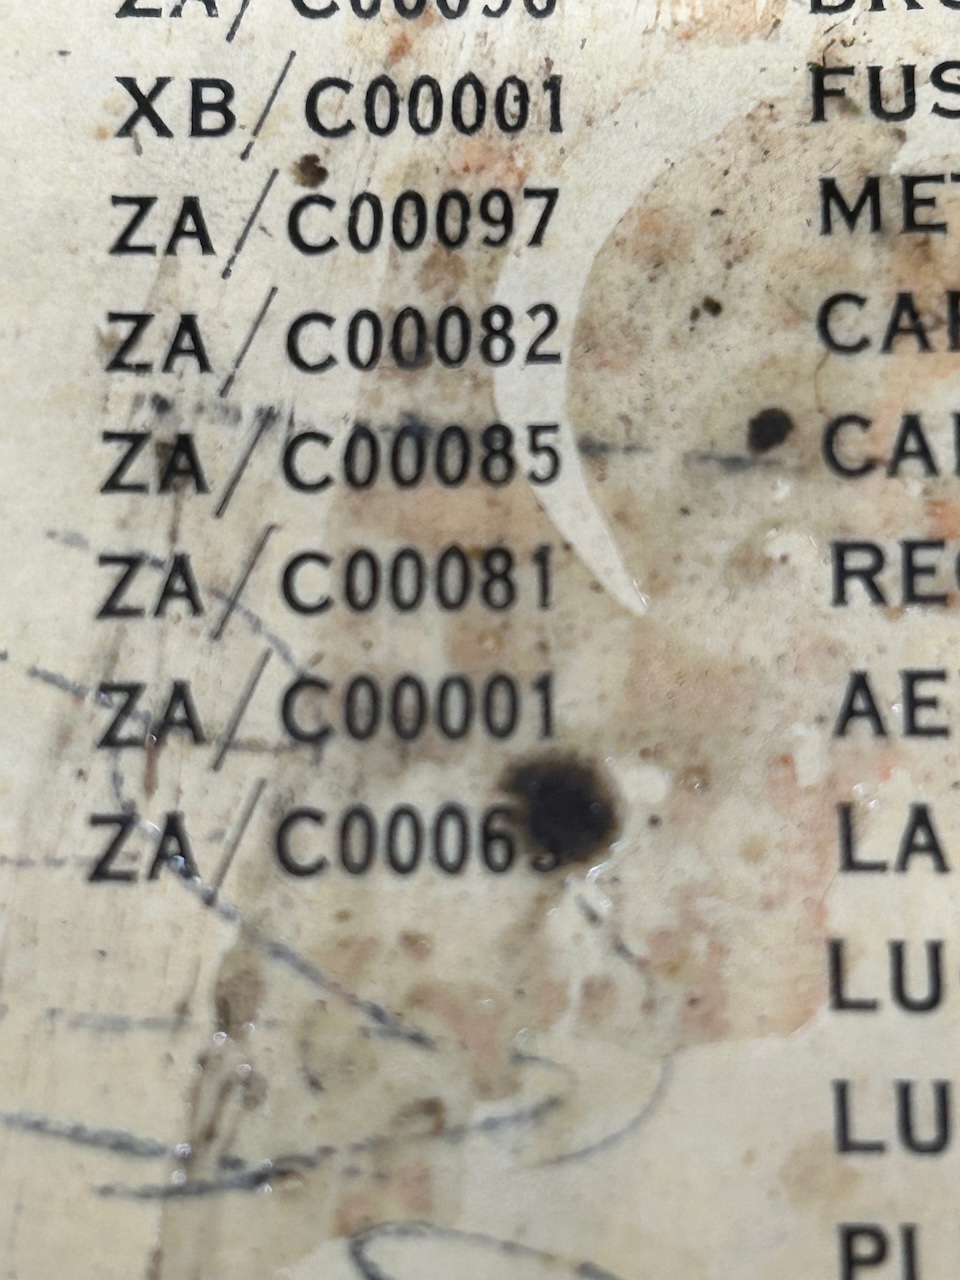 XB/C00001 FUS
ZA/C00097 MET
ZA/C00082 CA
ZA/C00085 CA
ZA/C00081 RE
ZA/C00001 AE
ZA/ LA
LU
LU